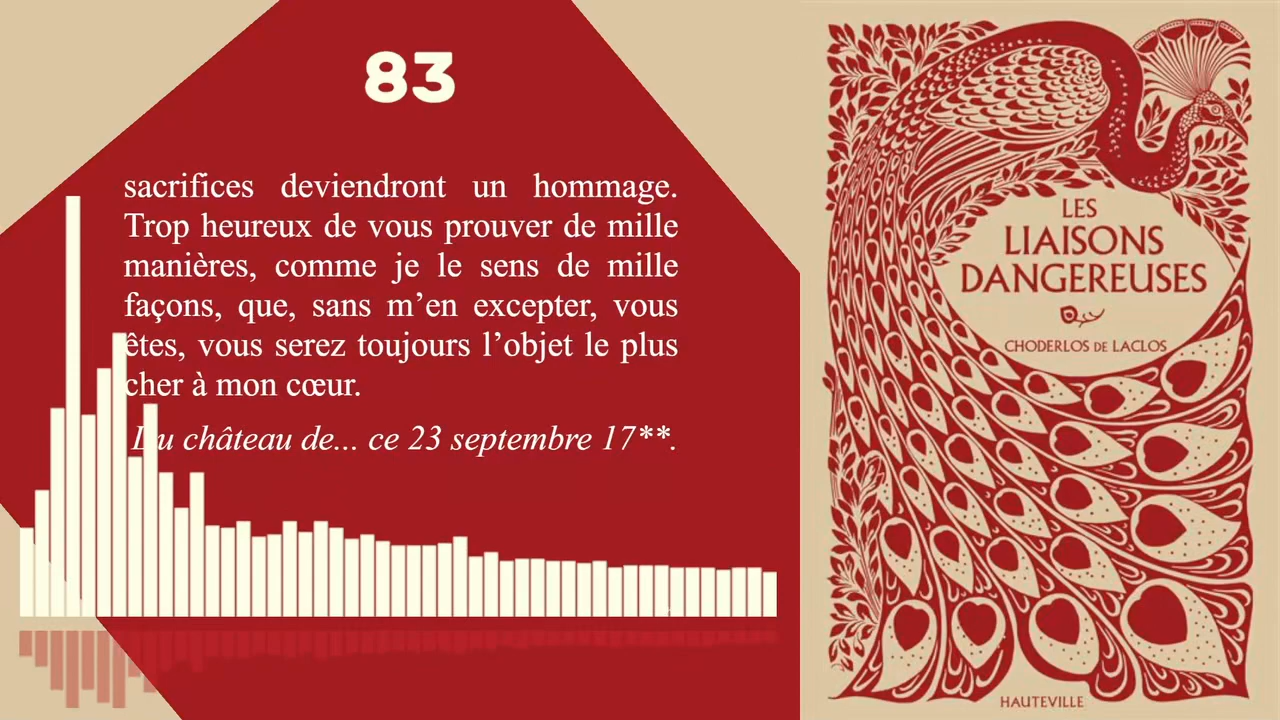 83
sacrifices deviendront un hommage.
Trop heureux de vous prouver de mille
manières, comme je le sens de mille
façons, que, sans m’en excepter, vous
êtes, vous serez toujours l’objet le plus
cher à mon cœur.
Du château de... ce 23 septembre 17**.
LES
LIAISONS
DANGEREUSES
CHODERLOS DE LACLOS
HAUTEVILLE